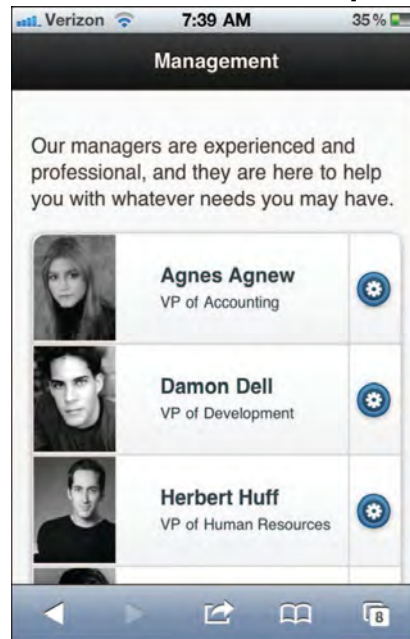 Verizon 7:39 AM 35%
Management
Our managers are experienced and
professional, and they are here to help
you with whatever needs you may have.
Agnes Agnew
VP of Accounting
Damon Dell
VP of Development
Herbert Huff
VP of Human Resources
8